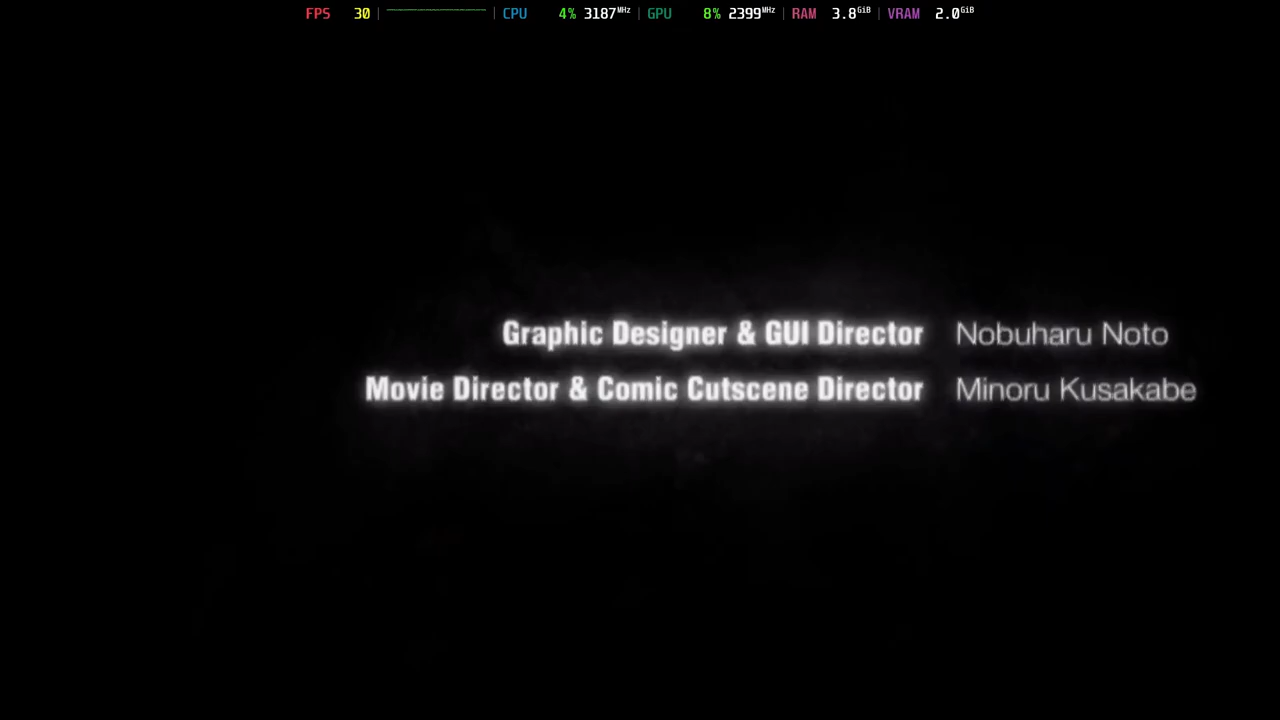 FPS 30 | CPU 4% 3187MHz | GPU 8% 2399MHz | RAM 3.8GiB | VRAM 2.0GiB
Graphic Designer & GUI Director Nobuharu Noto
Movie Director & Comic Cutscene Director Minoru Kusakabe